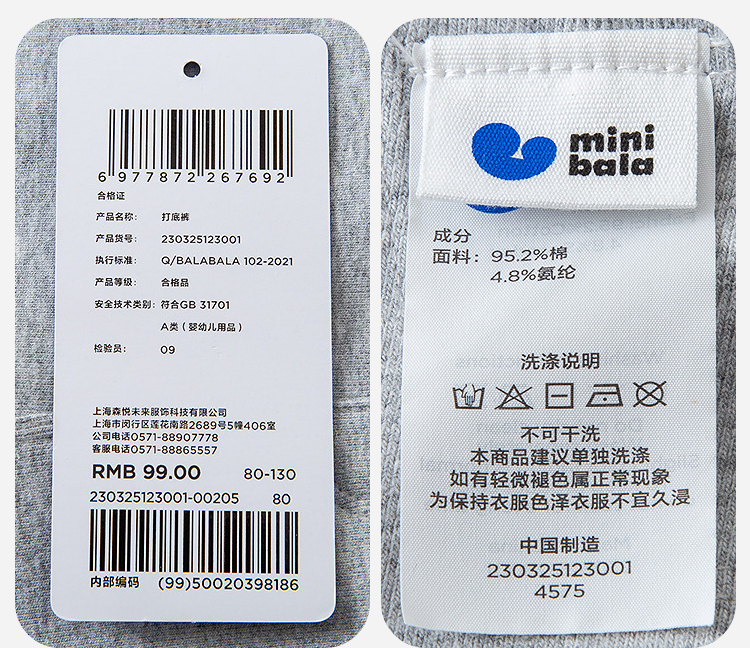 6 977872 267692
合格证
产品名称: 打底裤
产品货号: 230325123001
执行标准: Q/BALABALA 102-2021
产品等级: 合格品
安全技术类别: 符合GB 31701
A类（婴幼儿用品）
检验员: 09
上海森悦未来服饰科技有限公司
上海市闵行区莲花南路2689号5幢406室
公司电话0571-88907778
客服电话0571-88865557
RMB 99.00 80-130
230325123001-00205 80
内部编码 (99)50020398186
mini
bala
成分
面料: 95.2%棉
4.8%氨纶
洗涤说明
不可干洗
本商品建议单独洗涤
如有轻微褪色属正常现象
为保持衣服色泽衣服不宜久浸
中国制造
230325123001
4575